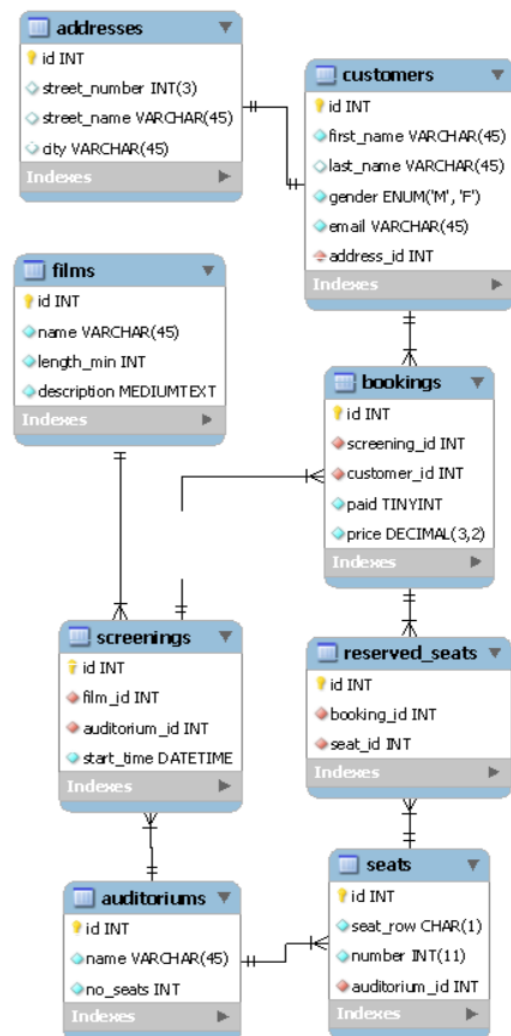 addresses
id INT
street_number INT(3)
street_name VARCHAR(45)
city VARCHAR(45)
Indexes
customers
id INT
first_name VARCHAR(45)
last_name VARCHAR(45)
gender ENUM('M', 'F')
email VARCHAR(45)
address_id INT
Indexes
films
id INT
name VARCHAR(45)
length_min INT
description MEDIUMTEXT
Indexes
bookings
id INT
screening_id INT
customer_id INT
paid TINYINT
price DECIMAL(3,2)
Indexes
screenings
id INT
film_id INT
auditorium_id INT
start_time DATETIME
Indexes
reserved_seats
id INT
booking_id INT
seat_id INT
Indexes
auditoriums
id INT
name VARCHAR(45)
no_seats INT
Indexes
seats
id INT
seat_row CHAR(1)
number INT(11)
auditorium_id INT
Indexes